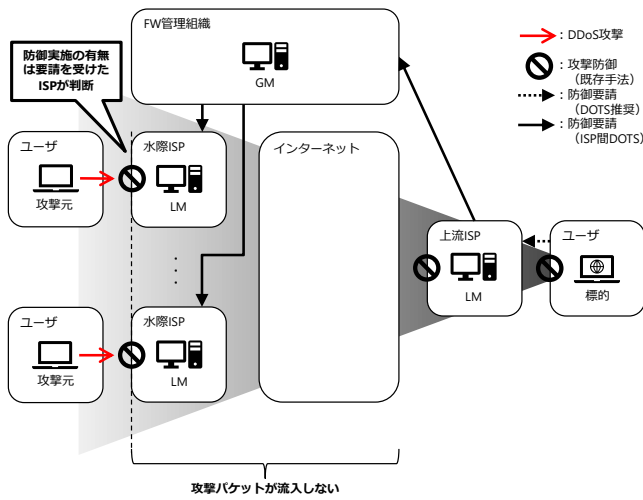 FW管理組織
GM
防御実施の有無
は要請を受けた
ISPが判断
：DDoS攻撃
：攻撃防御
（既存手法）
：防御要請
（DOTS推奨）
：防御要請
（ISP間DOTS）
ユーザ
攻撃元
水際ISP
LM
インターネット
上流ISP
LM
ユーザ
標的
・・・
ユーザ
攻撃元
水際ISP
LM
攻撃パケットが流入しない